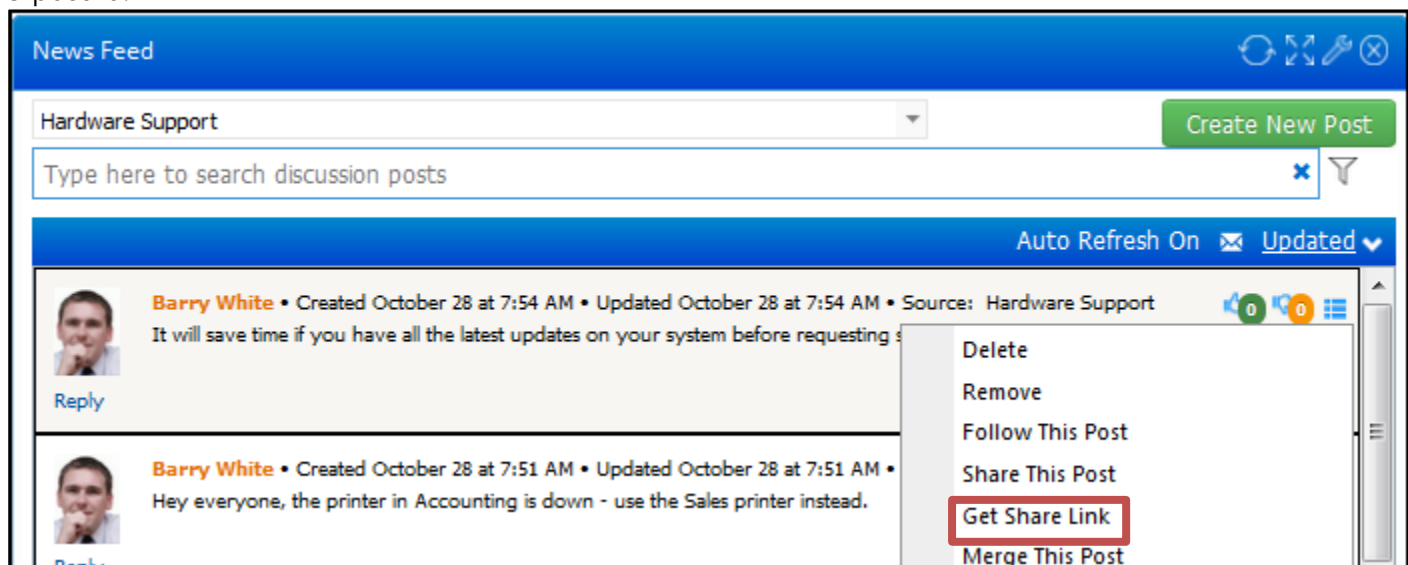 News Feed
Hardware Support
Create New Post
Type here to search discussion posts
Auto Refresh On Updated
Barry White • Created October 28 at 7:54 AM • Updated October 28 at 7:54 AM • Source: Hardware Support
0 0
It will save time if you have all the latest updates on your system before requesting
Reply
Delete
Remove
Follow This Post
Share This Post
Get Share Link
Merge This Post
Barry White • Created October 28 at 7:51 AM • Updated October 28 at 7:51 AM •
Hey everyone, the printer in Accounting is down - use the Sales printer instead.
Reply